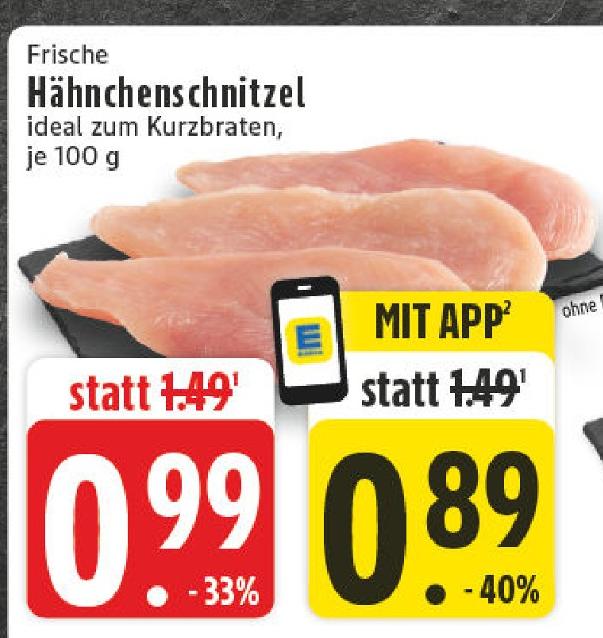 Frische
Hähnchenschnitzel
ideal zum Kurzbraten,
je 100 g
ohne
MIT APP²
statt 1.49¹
statt 1.49¹
0.99
- 33%
0.89
- 40%